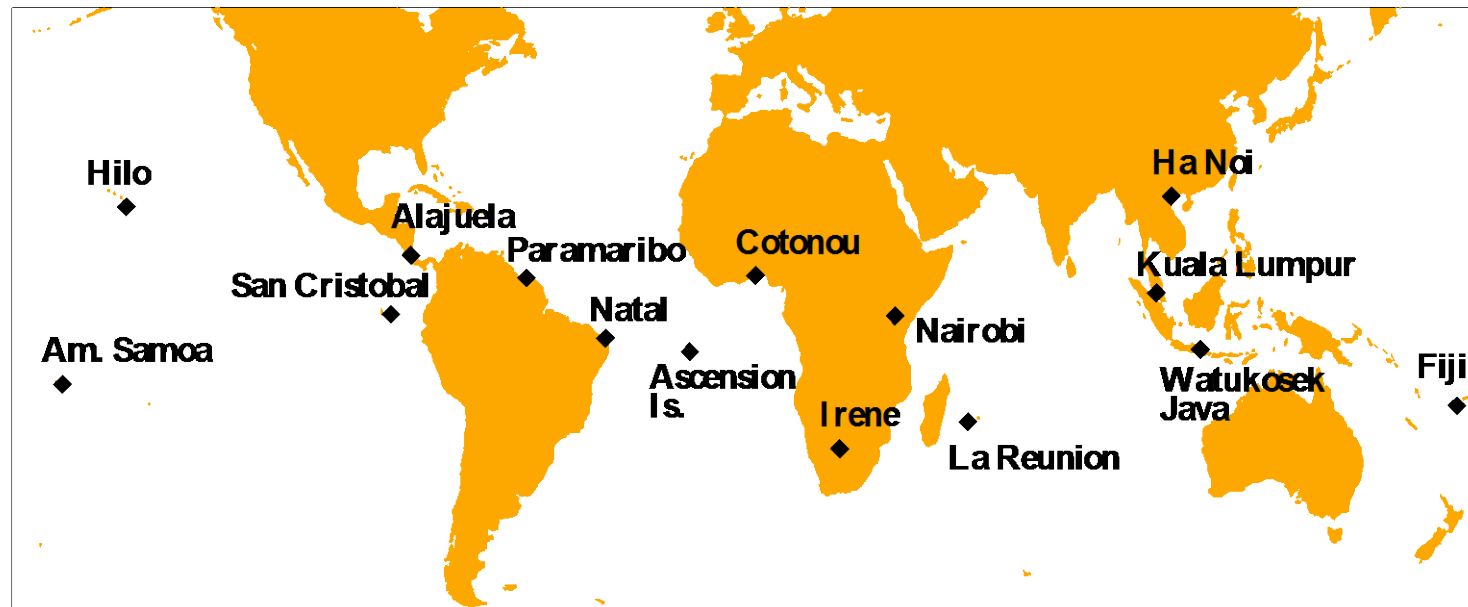 Ha Noi
Hilo
Alajuela
Paramaribo
Cotonou
Kuala Lumpur
San Cristobal
Natal
Nairobi
Am. Samoa
Ascension
Is.
Watukosek
Java
Fiji
Irene
La Reunion